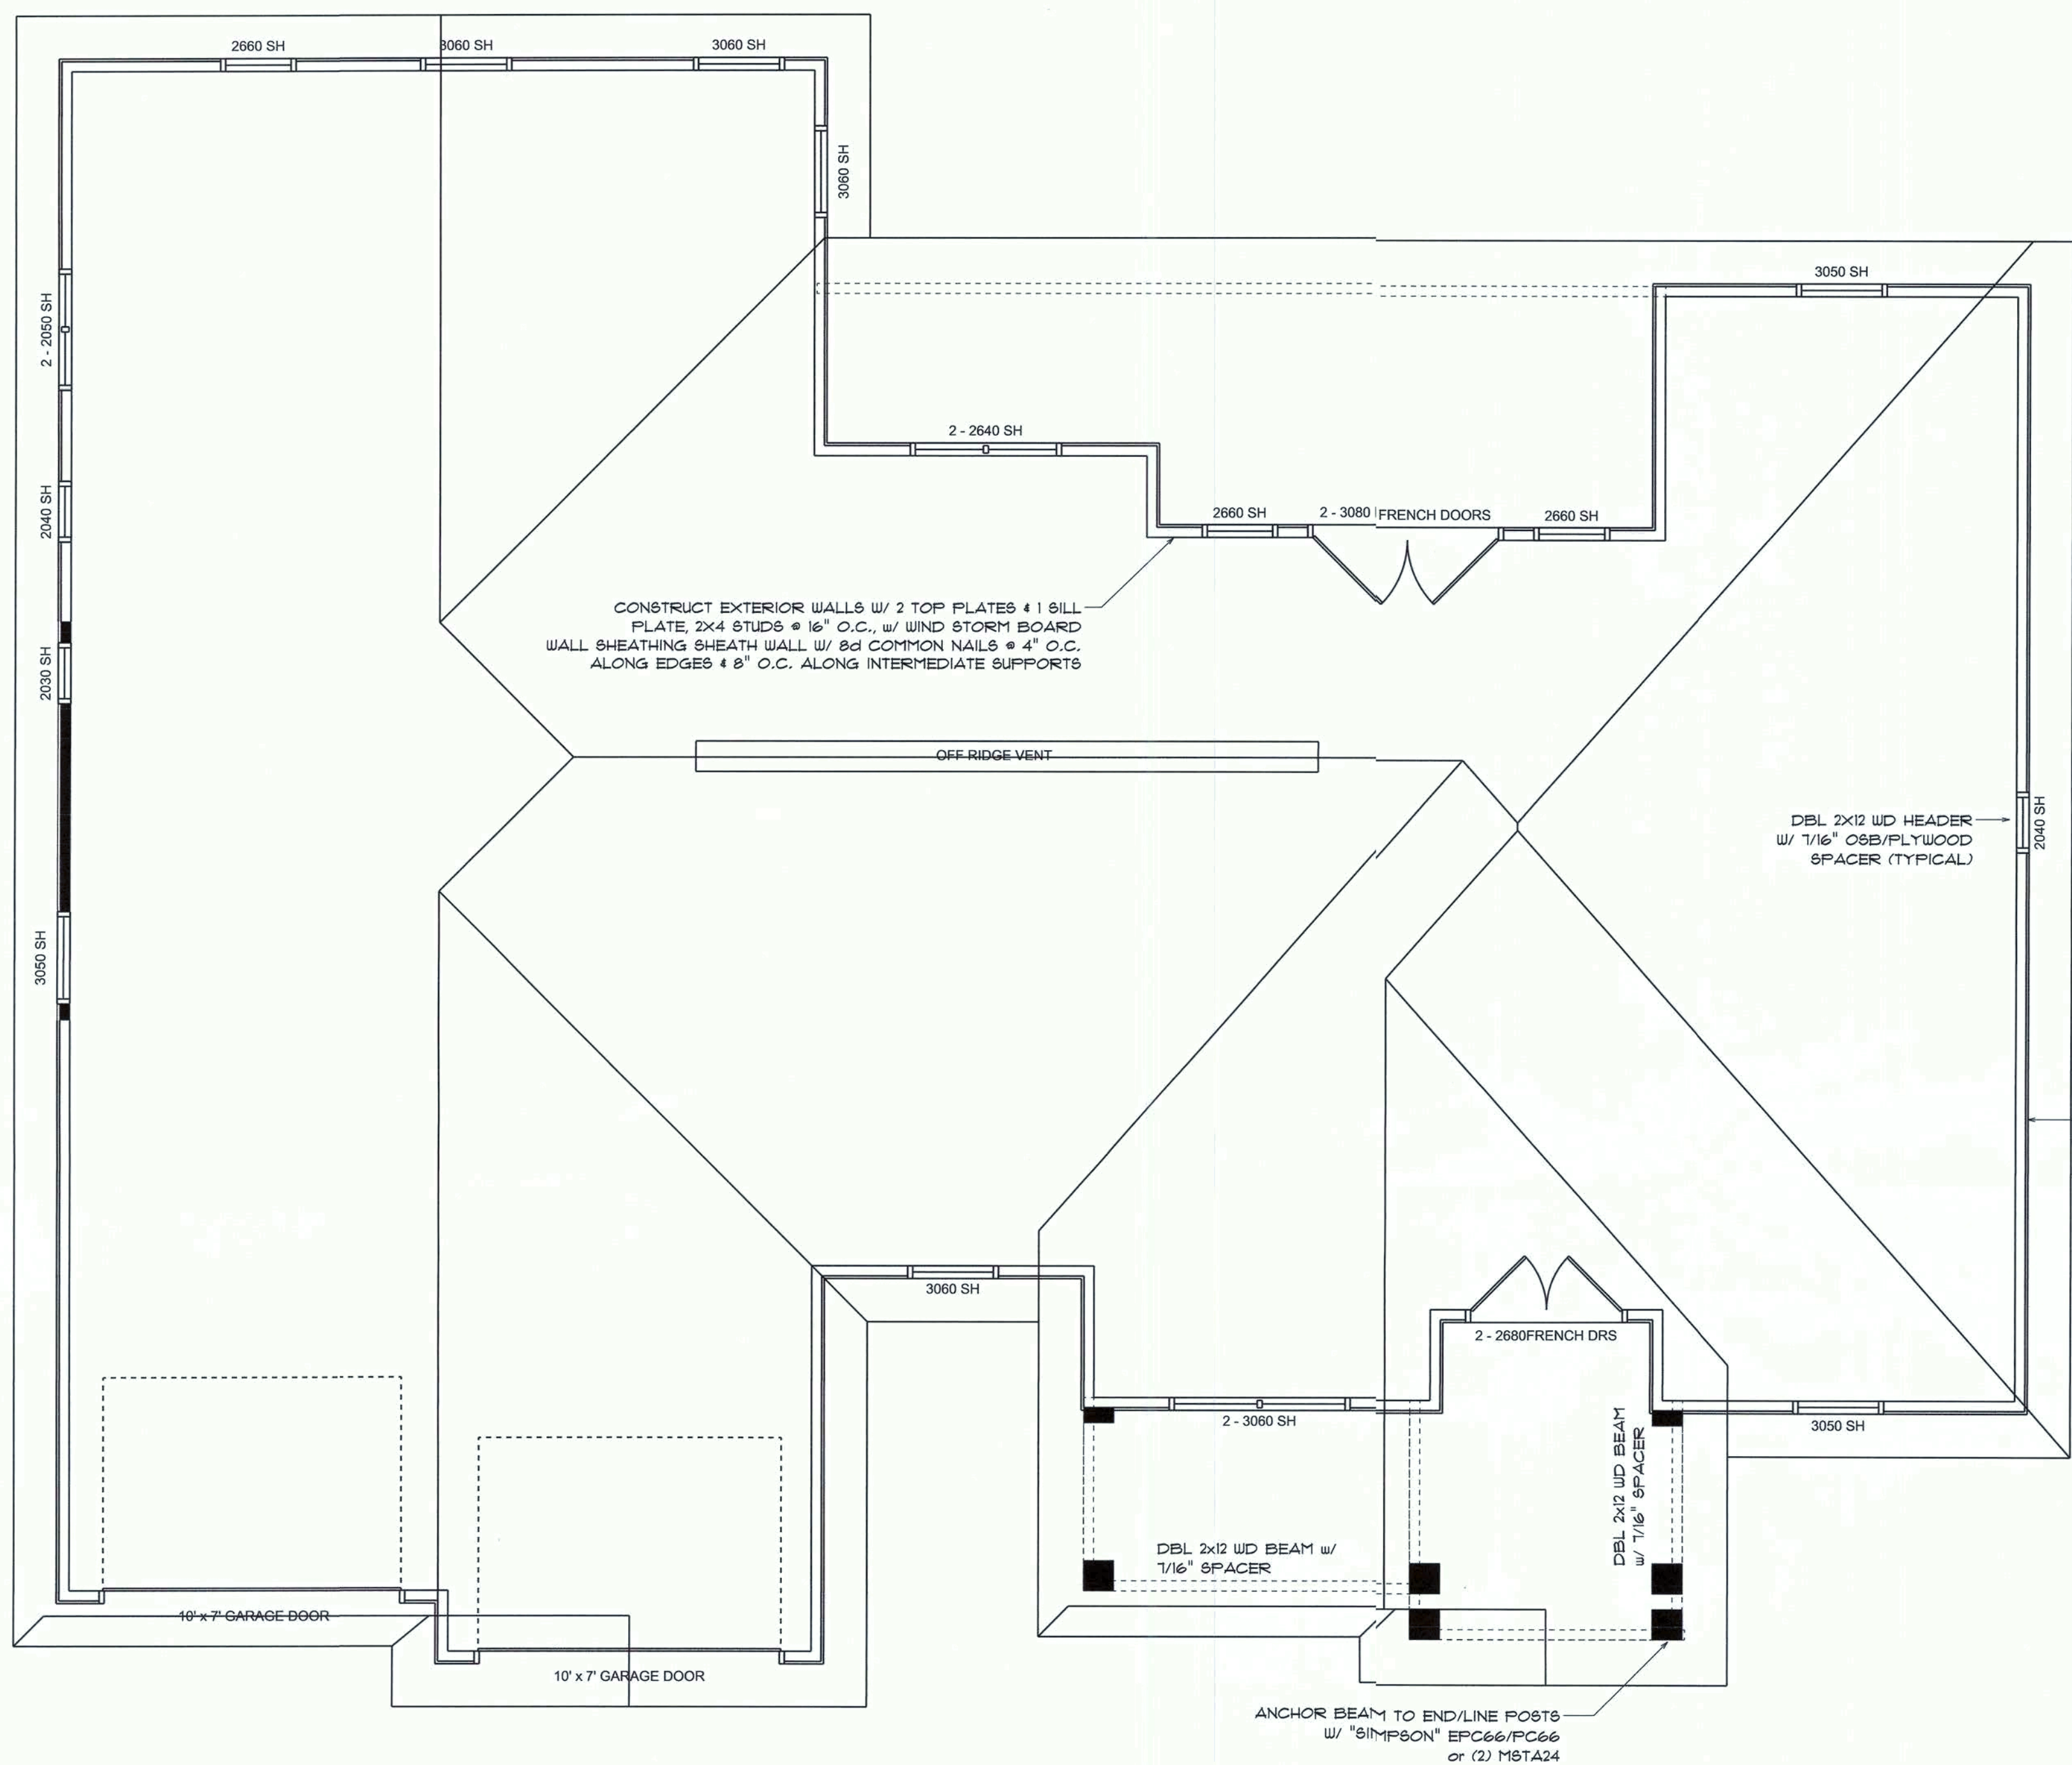 2660 SH
3060 SH
3060 SH
3060 SH
3050 SH
2 - 2050 SH
2 - 2640 SH
2040 SH
2660 SH
2 - 3080 FRENCH DOORS
2660 SH
CONSTRUCT EXTERIOR WALLS W/ 2 TOP PLATES & 1 SILL
PLATE, 2X4 STUDS @ 16" O.C., w/ WIND STORM BOARD
WALL SHEATHING SHEATH WALL W/ 8d COMMON NAILS @ 4" O.C.
ALONG EDGES & 8" O.C. ALONG INTERMEDIATE SUPPORTS
2030 SH
OFF RIDGE VENT
DBL 2X12 WD HEADER
W/ 7/16" OSB/PLYWOOD
SPACER (TYPICAL)
2040 SH
3050 SH
3060 SH
2 - 2680FRENCH DRS
2 - 3060 SH
3050 SH
DBL 2x12 WD BEAM
w/ 7/16" SPACER
DBL 2x12 WD BEAM w/
7/16" SPACER
10' x 7' GARAGE DOOR
10' x 7' GARAGE DOOR
ANCHOR BEAM TO END/LINE POSTS
W/ "SIMPSON" EPC66/PC66
or (2) MSTA24